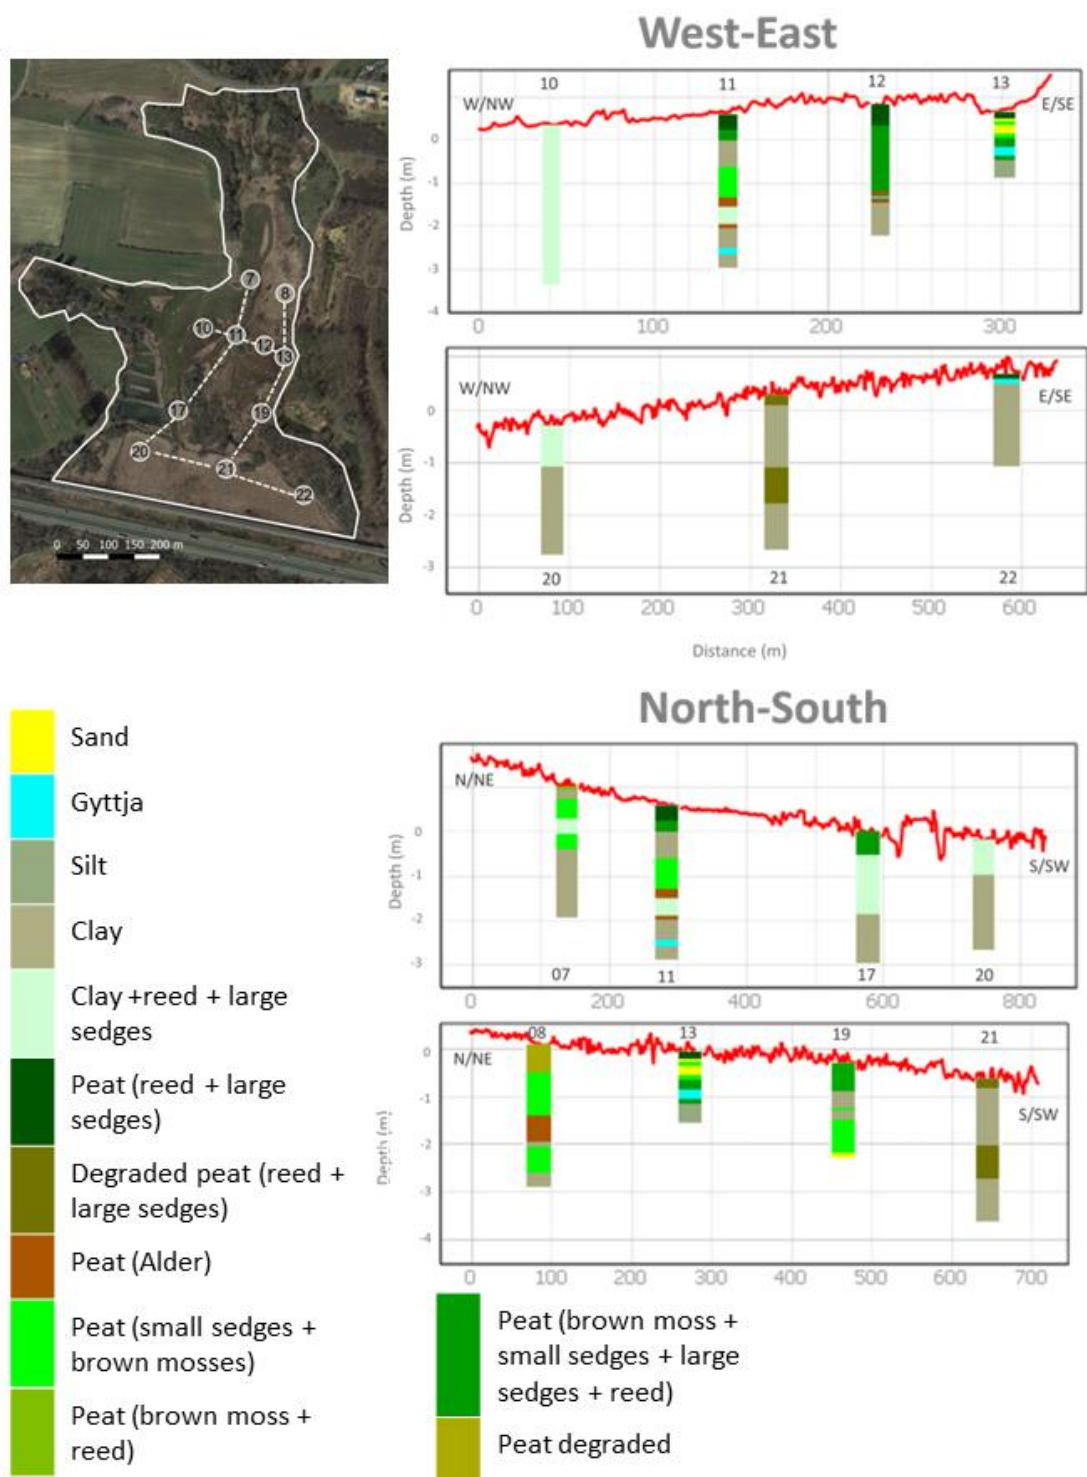 West-East
10
11
12
13
W/NW
E/SE
Depth (m)
0
-1
-2
-3
-4
0
100
200
300
7
8
10
11
12
13
17
19
20
21
22
0 50 100 150 200 m
W/NW
E/SE
Depth (m)
0
-1
-2
-3
20
21
22
0
100
200
300
400
500
600
Distance (m)
North-South
N/NE
S/SW
Depth (m)
0
-1
-2
-3
07
11
17
20
0
200
400
600
800
08
13
19
21
N/NE
S/SW
Depth (m)
0
-1
-2
-3
-4
0
100
200
300
400
500
600
700
Sand
Gyttja
Silt
Clay
Clay +reed + large
sedges
Peat (reed + large
sedges)
Degraded peat (reed +
large sedges)
Peat (Alder)
Peat (small sedges +
brown mosses)
Peat (brown moss +
reed)
Peat (brown moss +
small sedges + large
sedges + reed)
Peat degraded